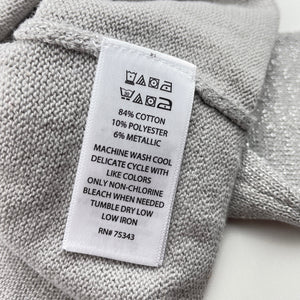 84% COTTON
10% POLYESTER
6% METALLIC
MACHINE WASH COOL
DELICATE CYCLE WITH
LIKE COLORS
ONLY NON-CHLORINE
BLEACH WHEN NEEDED
TUMBLE DRY LOW
LOW IRON
RN# 75343